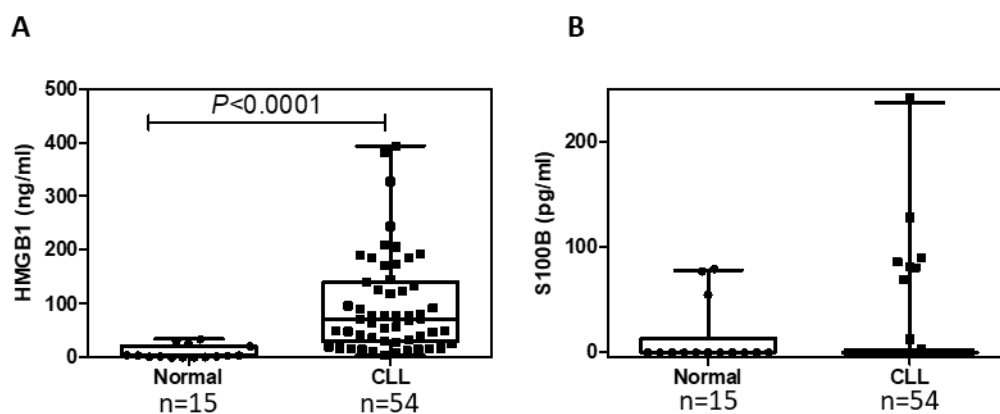 A
HMGB1 (ng/ml)
500
400
300
200
100
0
P<0.0001
Normal
CLL
n=15
n=54
B
S100B (pg/ml)
200
100
0
Normal
CLL
n=15
n=54